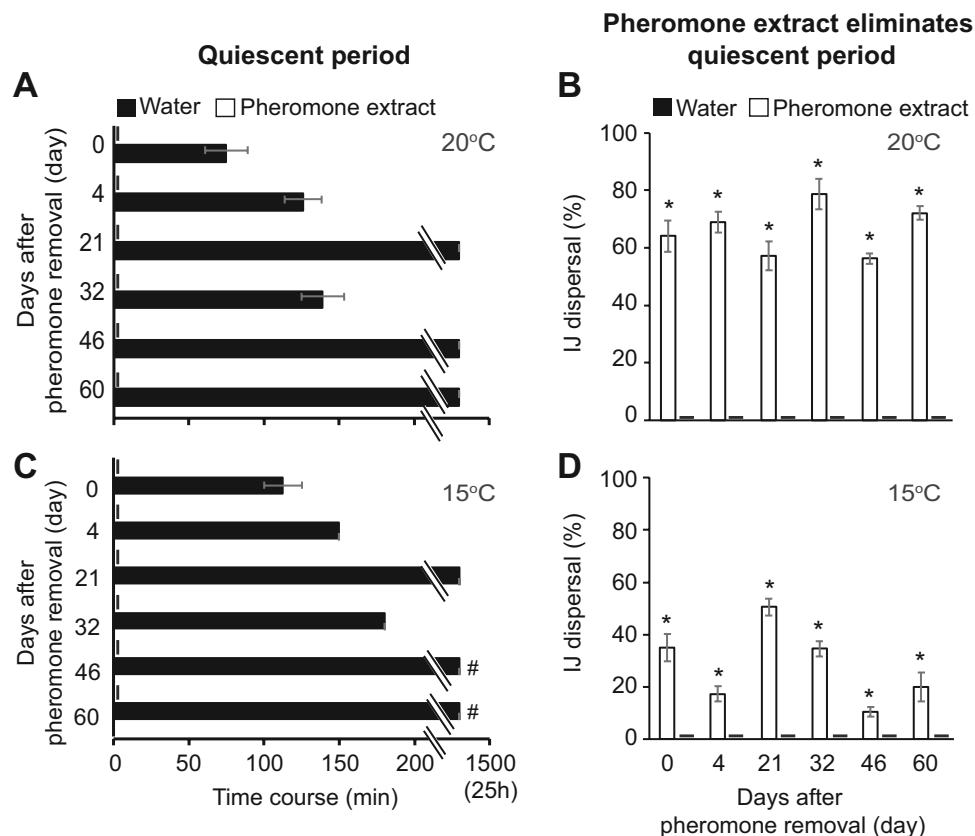 Quiescent period
Pheromone extract eliminates
quiescent period
A
Water Pheromone extract
20°C
Days after
pheromone removal (day)
0
4
21
32
46
60
B
Water Pheromone extract
20°C
IJ dispersal (%)
100
80
60
40
20
0
* * * * * *
C
15°C
Days after
pheromone removal (day)
0
4
21
32
46 #
60 #
0 50 100 150 200 1500
(25h)
Time course (min)
D
15°C
IJ dispersal (%)
100
80
60
40
20
0
* * * * * *
0 4 21 32 46 60
Days after
pheromone removal (day)